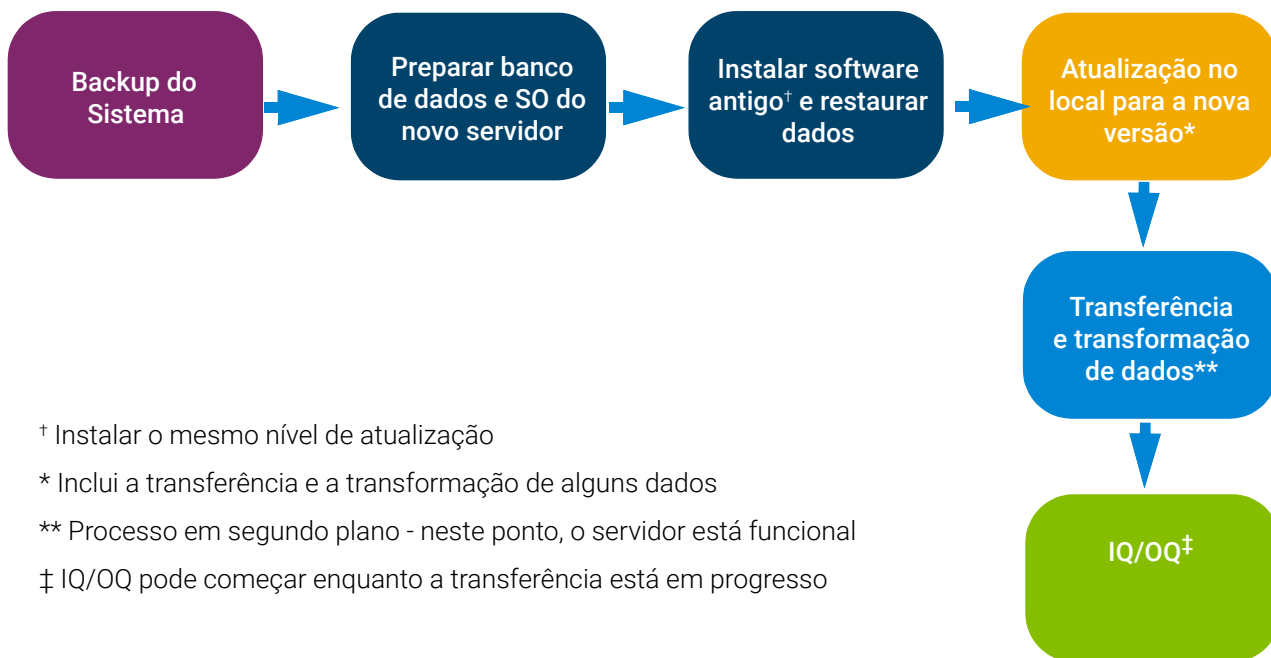 Backup do
Sistema
Preparar banco
de dados e SO do
novo servidor
Instalar software
antigo† e restaurar
dados
Atualização no
local para a nova
versão*
Transferência
e transformação
de dados**
† Instalar o mesmo nível de atualização
* Inclui a transferência e a transformação de alguns dados
** Processo em segundo plano - neste ponto, o servidor está funcional
‡ IQ/OQ pode começar enquanto a transferência está em progresso
IQ/OQ‡